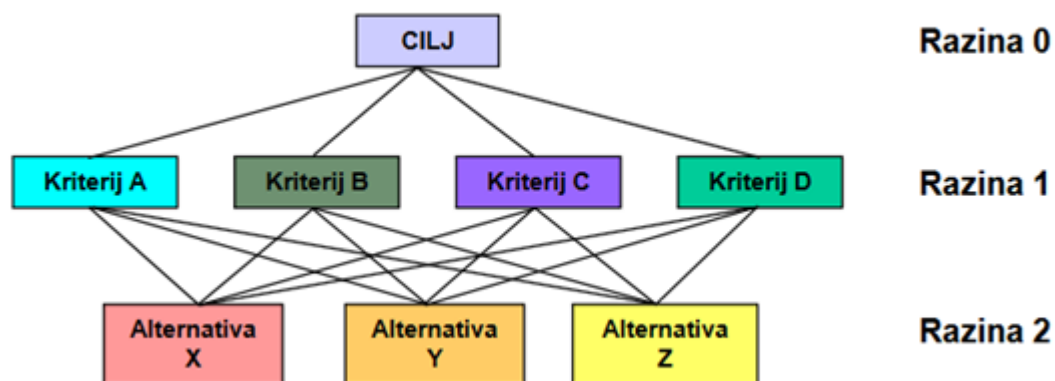 CILJ
Razina 0
Kriterij A
Kriterij B
Kriterij C
Kriterij D
Razina 1
Alternativa
X
Alternativa
Y
Alternativa
Z
Razina 2